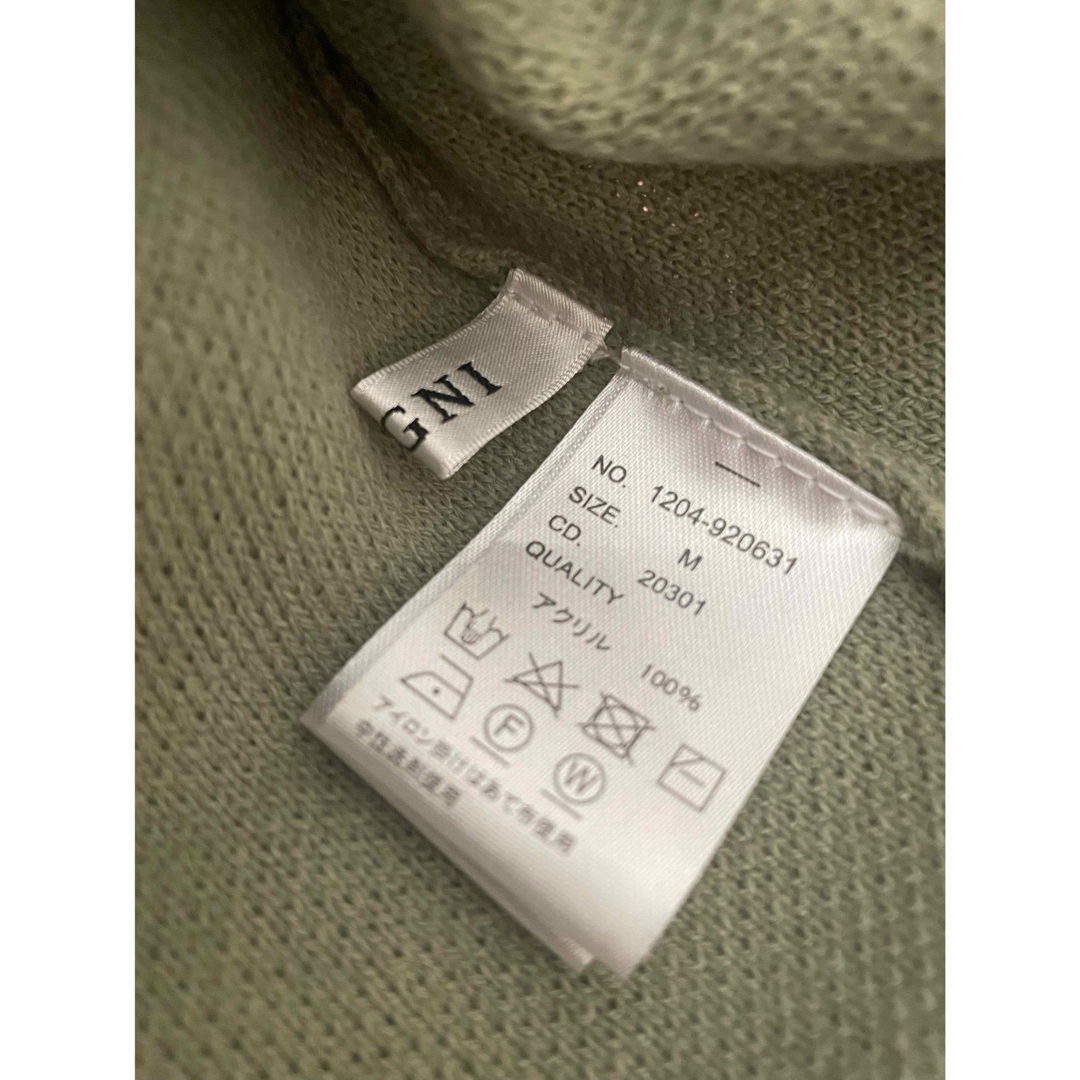 GNI
NO. 1204-920631
SIZE. M
CD. 20301
QUALITY
アクリル 100%
F
W
アイロン掛けはあて布使用
中性洗剤使用